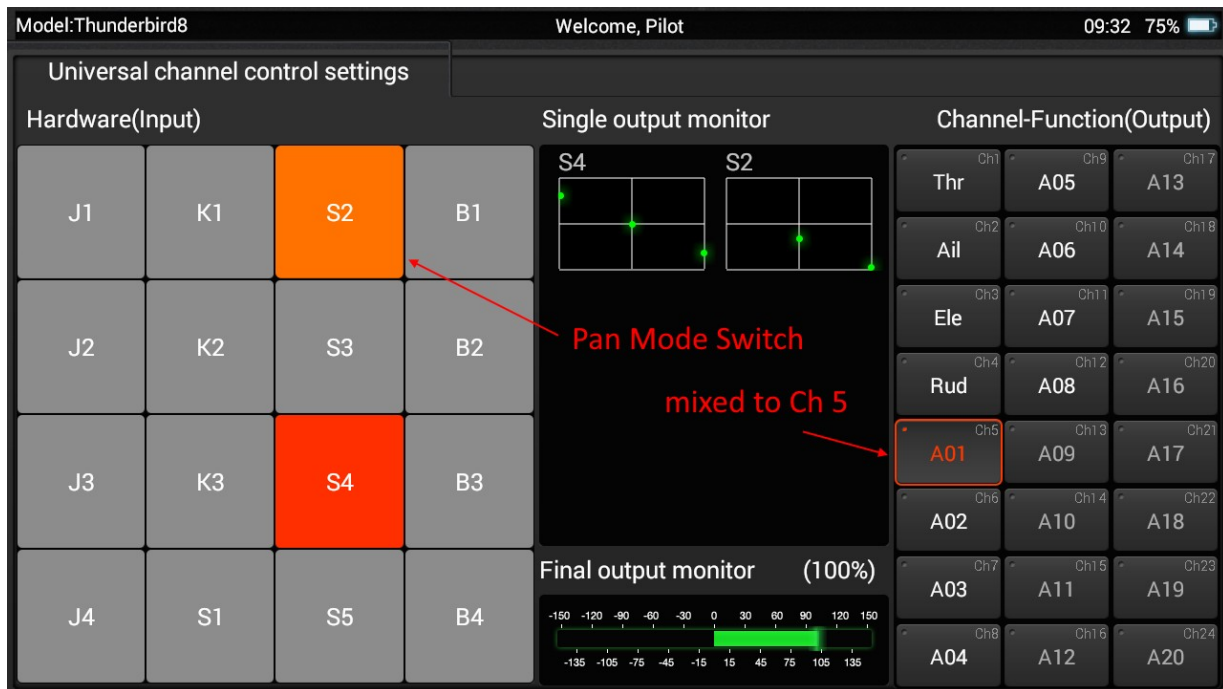 Model:Thunderbird8 Welcome, Pilot 09:32 75%
Universal channel control settings
Hardware(Input) Single output monitor Channel-Function(Output)
J1 K1 S2 B1
J2 K2 S3 B2
J3 K3 S4 B3
J4 S1 S5 B4
S4 S2
Pan Mode Switch
mixed to Ch 5
Final output monitor (100%)
-150 -120 -90 -60 -30 0 30 60 90 120 150
-135 -105 -75 -45 -15 15 45 75 105 135
Ch1 Ch9 Ch17
Thr A05 A13
Ch2 Ch10 Ch18
Ail A06 A14
Ch3 Ch11 Ch19
Ele A07 A15
Ch4 Ch12 Ch20
Rud A08 A16
Ch5 Ch13 Ch21
A01 A09 A17
Ch6 Ch14 Ch22
A02 A10 A18
Ch7 Ch15 Ch23
A03 A11 A19
Ch8 Ch16 Ch24
A04 A12 A20